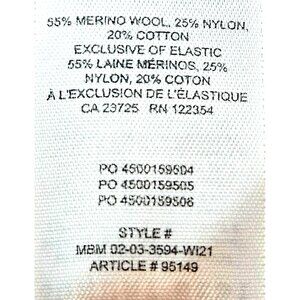 55% MERINO WOOL, 25% NYLON,
20% COTTON
EXCLUSIVE OF ELASTIC
55% LAINE MÉRINOS, 25%
NYLON, 20% COTON
À L'EXCLUSION DE L'ÉLASTIQUE
CA 29725 RN 122354
PO 4500159504
PO 4500159505
PO 4500159506
STYLE #
MBM 02-03-3594-WI21
ARTICLE # 95149